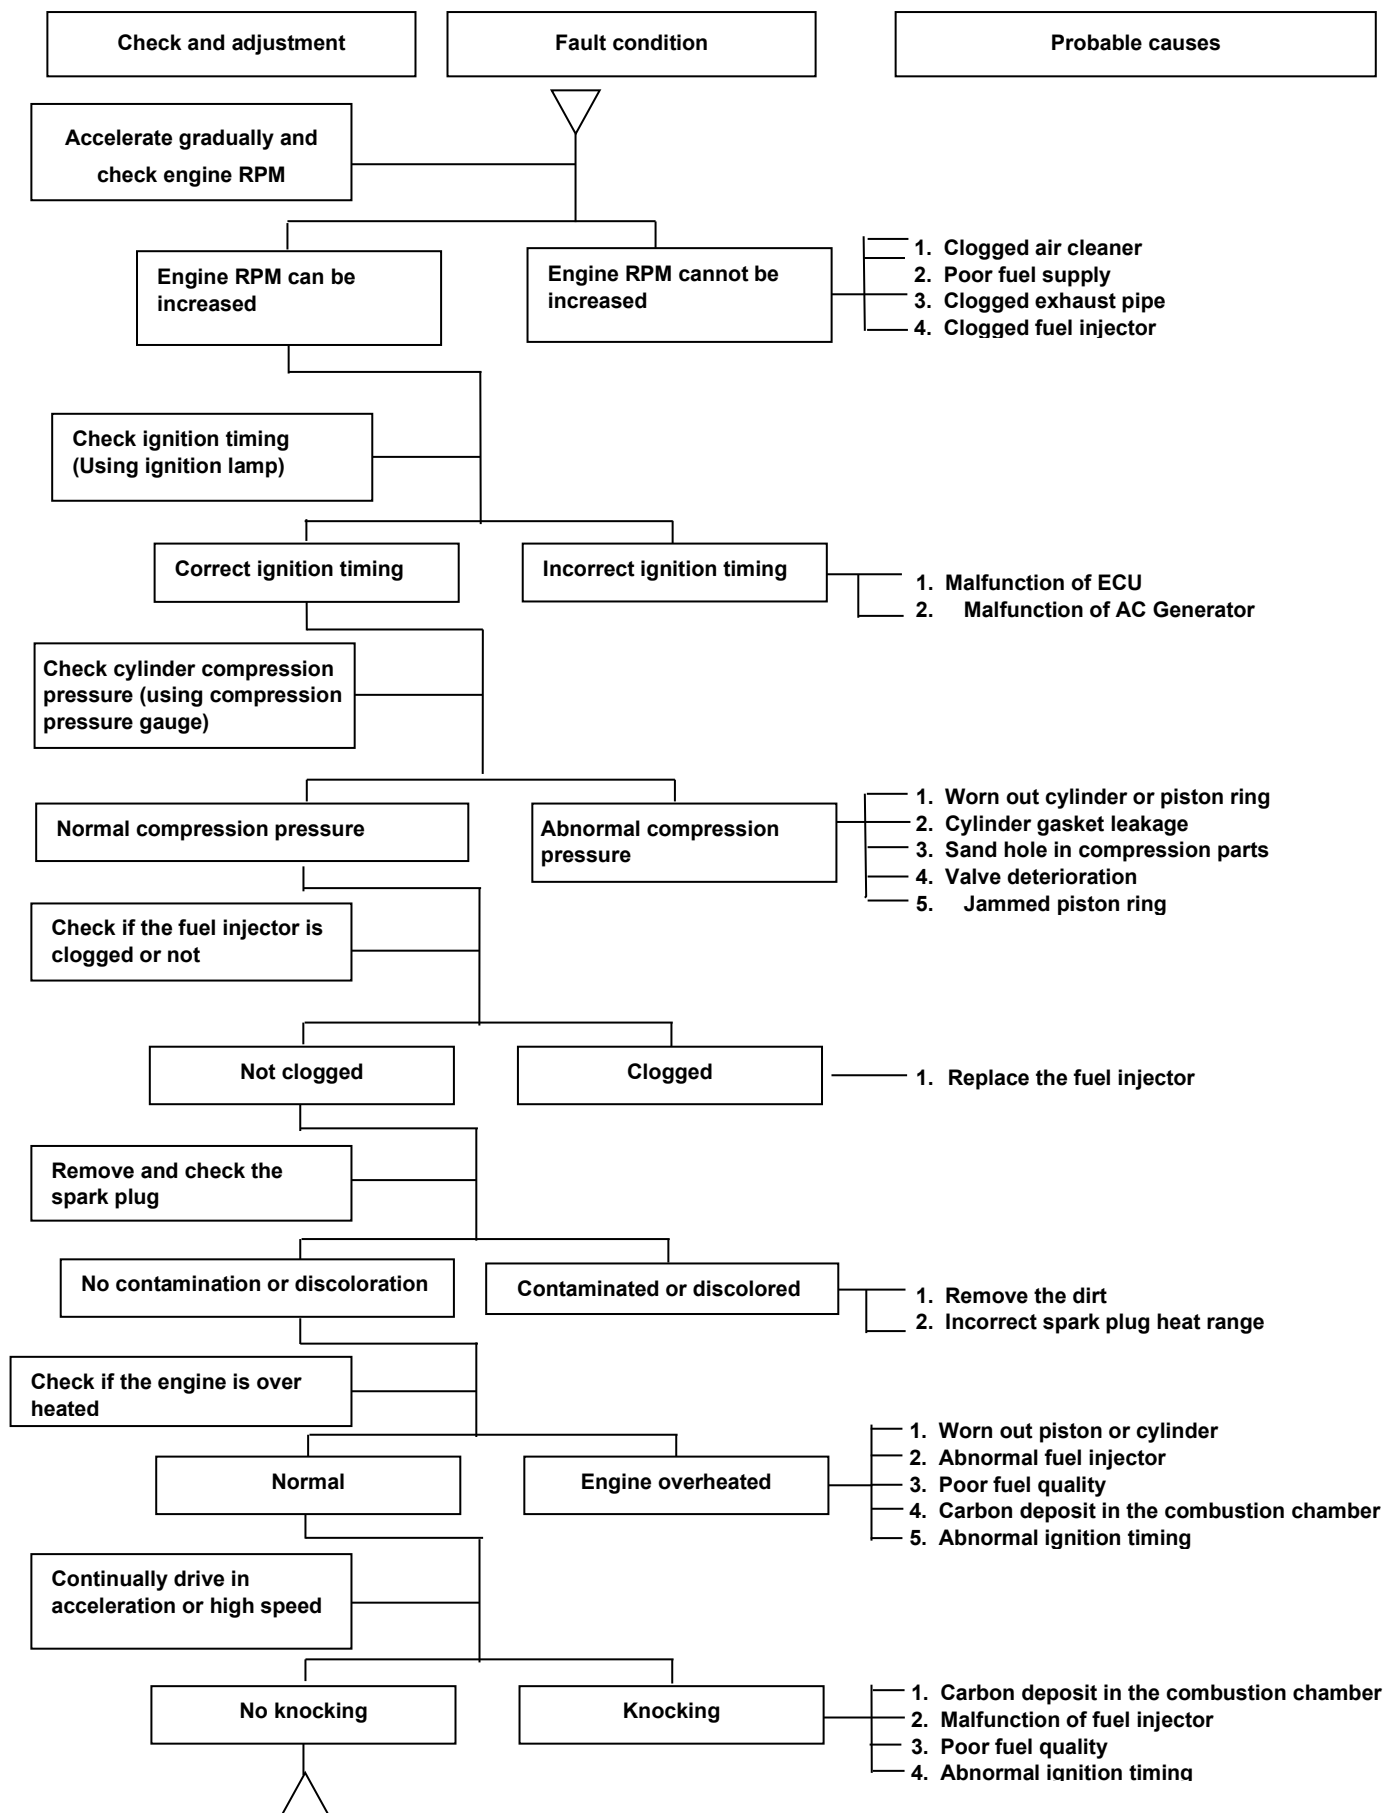 Check and adjustment
Fault condition
Probable causes
Accelerate gradually and
check engine RPM
Engine RPM can be
increased
Engine RPM cannot be
increased
1. Clogged air cleaner
2. Poor fuel supply
3. Clogged exhaust pipe
4. Clogged fuel injector
Check ignition timing
(Using ignition lamp)
Correct ignition timing
Incorrect ignition timing
1. Malfunction of ECU
2. Malfunction of AC Generator
Check cylinder compression
pressure (using compression
pressure gauge)
Normal compression pressure
Abnormal compression
pressure
1. Worn out cylinder or piston ring
2. Cylinder gasket leakage
3. Sand hole in compression parts
4. Valve deterioration
5. Jammed piston ring
Check if the fuel injector is
clogged or not
Not clogged
Clogged
1. Replace the fuel injector
Remove and check the
spark plug
No contamination or discoloration
Contaminated or discolored
1. Remove the dirt
2. Incorrect spark plug heat range
Check if the engine is over
heated
Normal
Engine overheated
1. Worn out piston or cylinder
2. Abnormal fuel injector
3. Poor fuel quality
4. Carbon deposit in the combustion chamber
5. Abnormal ignition timing
Continually drive in
acceleration or high speed
No knocking
Knocking
1. Carbon deposit in the combustion chamber
2. Malfunction of fuel injector
3. Poor fuel quality
4. Abnormal ignition timing